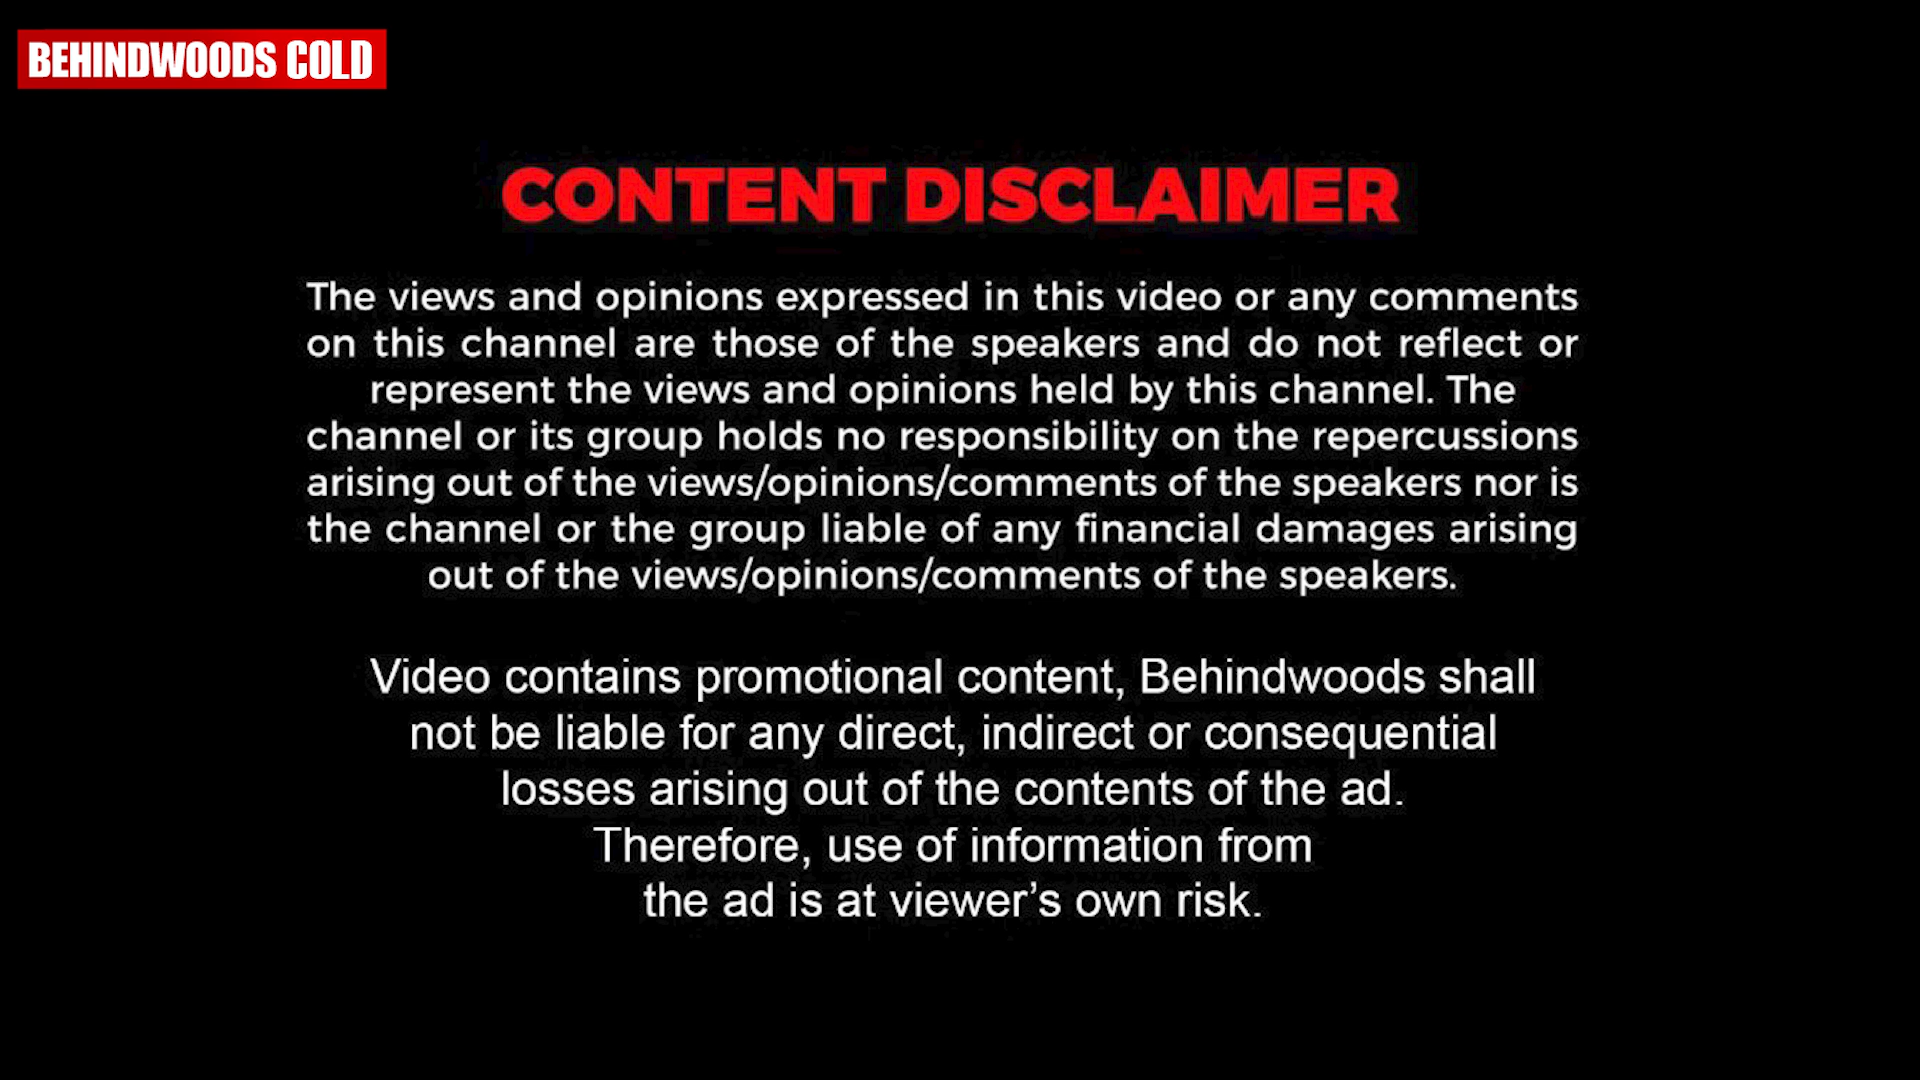 BEHINDWOODS COLD
CONTENT DISCLAIMER
The views and opinions expressed in this video or any comments
on this channel are those of the speakers and do not reflect or
represent the views and opinions held by this channel. The
channel or its group holds no responsibility on the repercussions
arising out of the views/opinions/comments of the speakers nor is
the channel or the group liable of any financial damages arising
out of the views/opinions/comments of the speakers.
Video contains promotional content, Behindwoods shall
not be liable for any direct, indirect or consequential
losses arising out of the contents of the ad.
Therefore, use of information from
the ad is at viewer’s own risk.